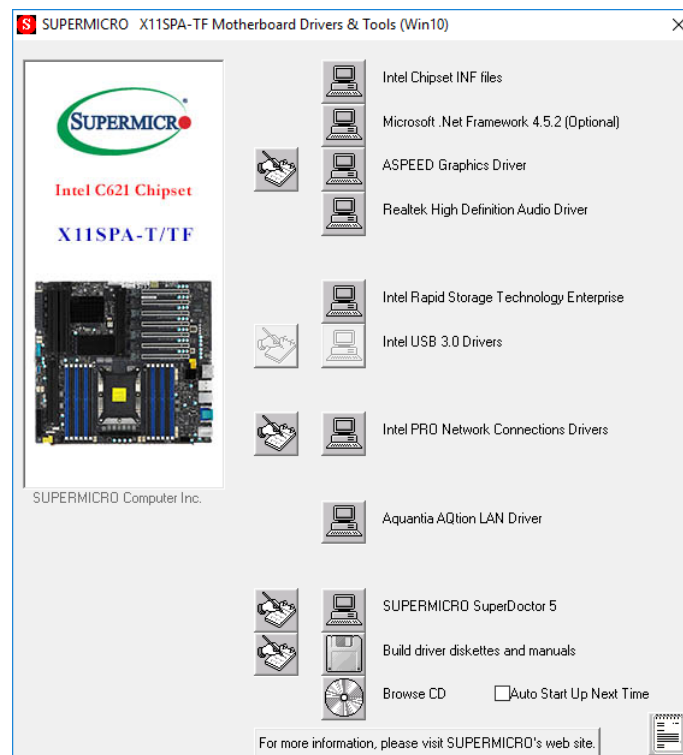 SUPERMICRO   X11SPA-TF Motherboard Drivers & Tools (Win10)
SUPERMICR
Intel C621 Chipset
X11SPA-T/TF
SUPERMICRO Computer Inc.
Intel Chipset INF files
Microsoft .Net Framework 4.5.2 (Optional)
ASPEED Graphics Driver
Realtek High Definition Audio Driver
Intel Rapid Storage Technology Enterprise
Intel USB 3.0 Drivers
Intel PRO Network Connections Drivers
Aquantia AQtion LAN Driver
SUPERMICRO SuperDoctor 5
Build driver diskettes and manuals
Browse CD
Auto Start Up Next Time
For more information, please visit SUPERMICRO's web site.